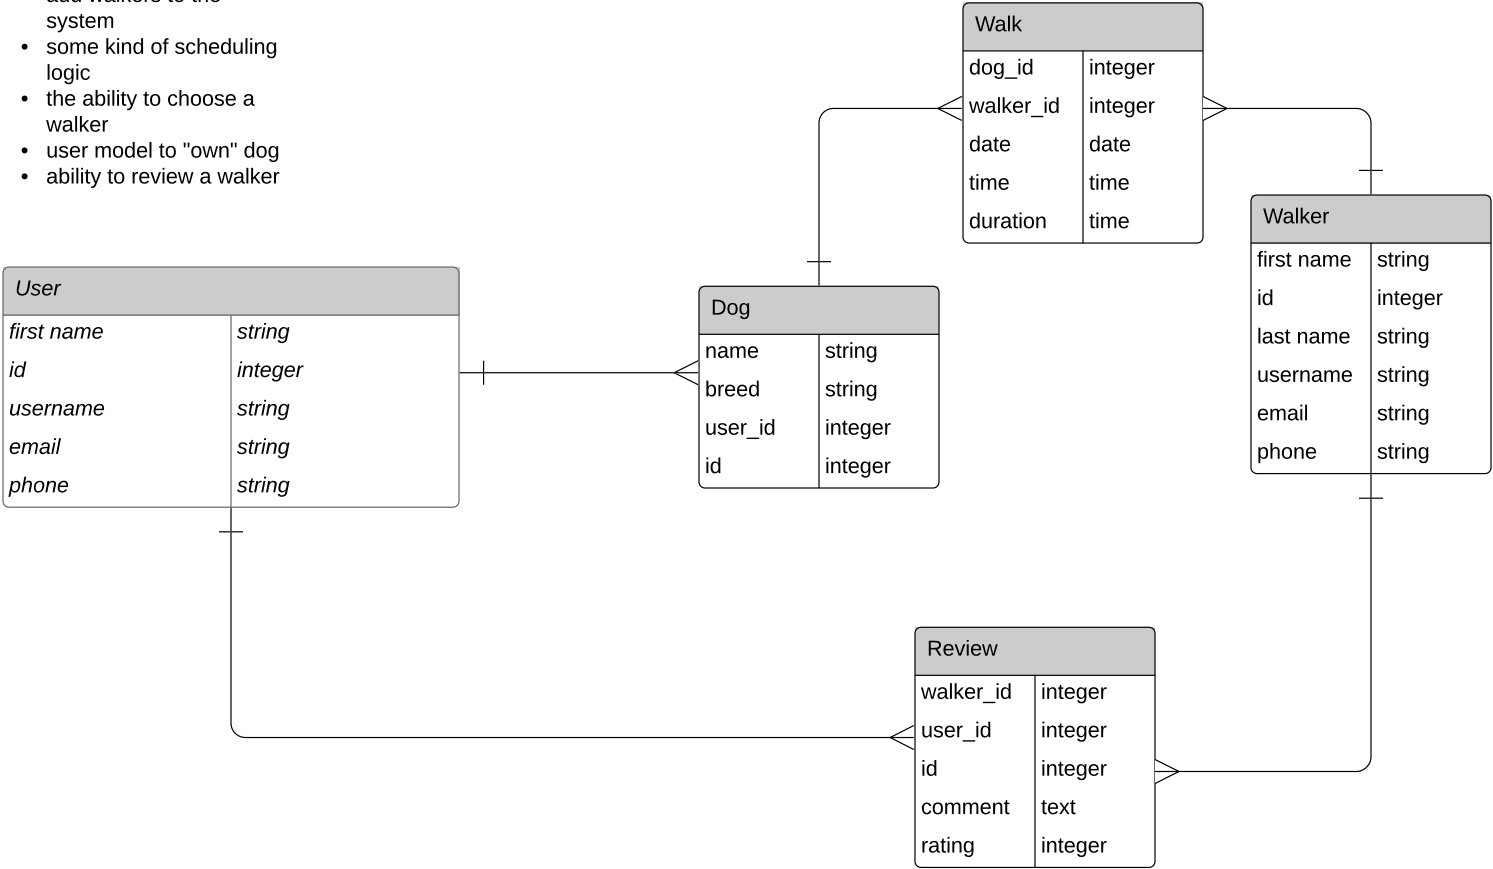 add walkers to the
system
• some kind of scheduling
logic
• the ability to choose a
walker
• user model to "own" dog
• ability to review a walker
Walk
dog_id integer
walker_id integer
date date
time time
duration time
Walker
first name string
id integer
last name string
username string
email string
phone string
User
first name string
id integer
username string
email string
phone string
Dog
name string
breed string
user_id integer
id integer
Review
walker_id integer
user_id integer
id integer
comment text
rating integer